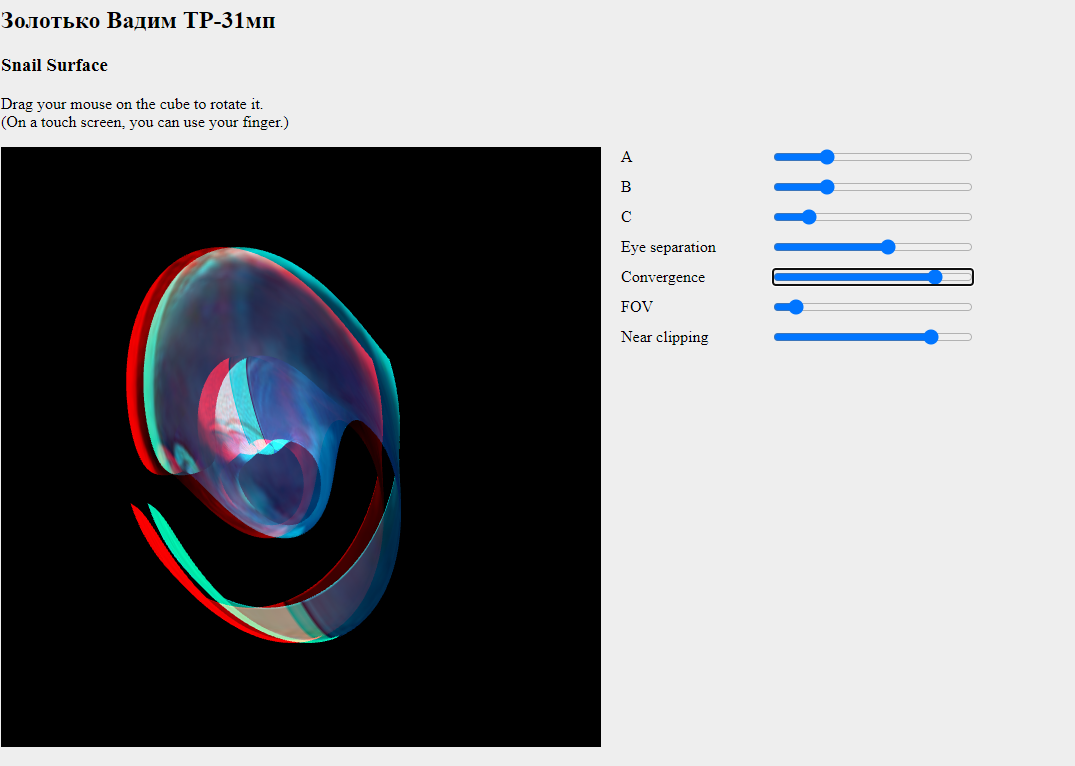 Золотько Вадим ТР-31мп
Snail Surface
Drag your mouse on the cube to rotate it.
(On a touch screen, you can use your finger.)
A
B
C
Eye separation
Convergence
FOV
Near clipping